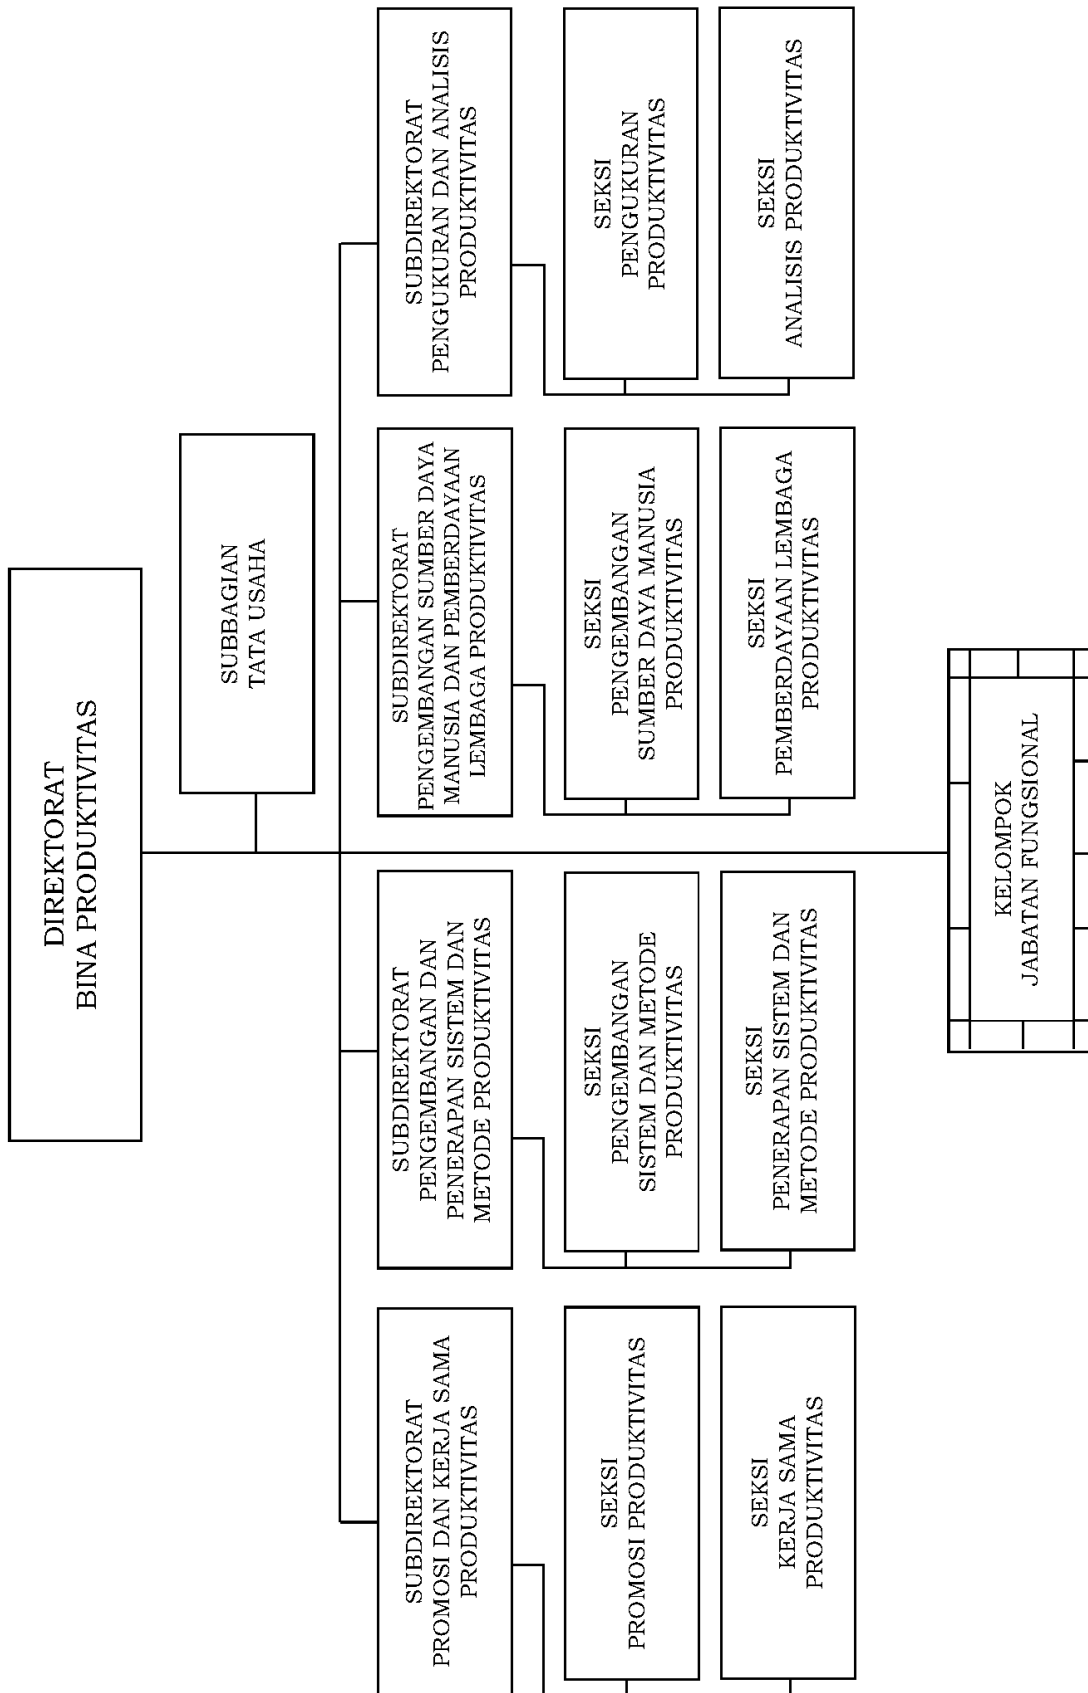 DIREKTORAT
BINA PRODUKTIVITAS
SUBBAGIAN
TATA USAHA
SUBDIREKTORAT
PROMOSI DAN KERJA SAMA
PRODUKTIVITAS
SUBDIREKTORAT
PENGEMBANGAN DAN
PENERAPAN SISTEM DAN
METODE PRODUKTIVITAS
SUBDIREKTORAT
PENGEMBANGAN SUMBER DAYA
MANUSIA DAN PEMBERDAYAAN
LEMBAGA PRODUKTIVITAS
SUBDIREKTORAT
PENGUKURAN DAN ANALISIS
PRODUKTIVITAS
SEKSI
PROMOSI PRODUKTIVITAS
SEKSI
PENGEMBANGAN
SISTEM DAN METODE
PRODUKTIVITAS
SEKSI
PENGEMBANGAN
SUMBER DAYA MANUSIA
PRODUKTIVITAS
SEKSI
PENGUKURAN
PRODUKTIVITAS
SEKSI
KERJA SAMA
PRODUKTIVITAS
SEKSI
PENERAPAN SISTEM DAN
METODE PRODUKTIVITAS
SEKSI
PEMBERDAYAAN LEMBAGA
PRODUKTIVITAS
SEKSI
ANALISIS PRODUKTIVITAS
KELOMPOK
JABATAN FUNGSIONAL